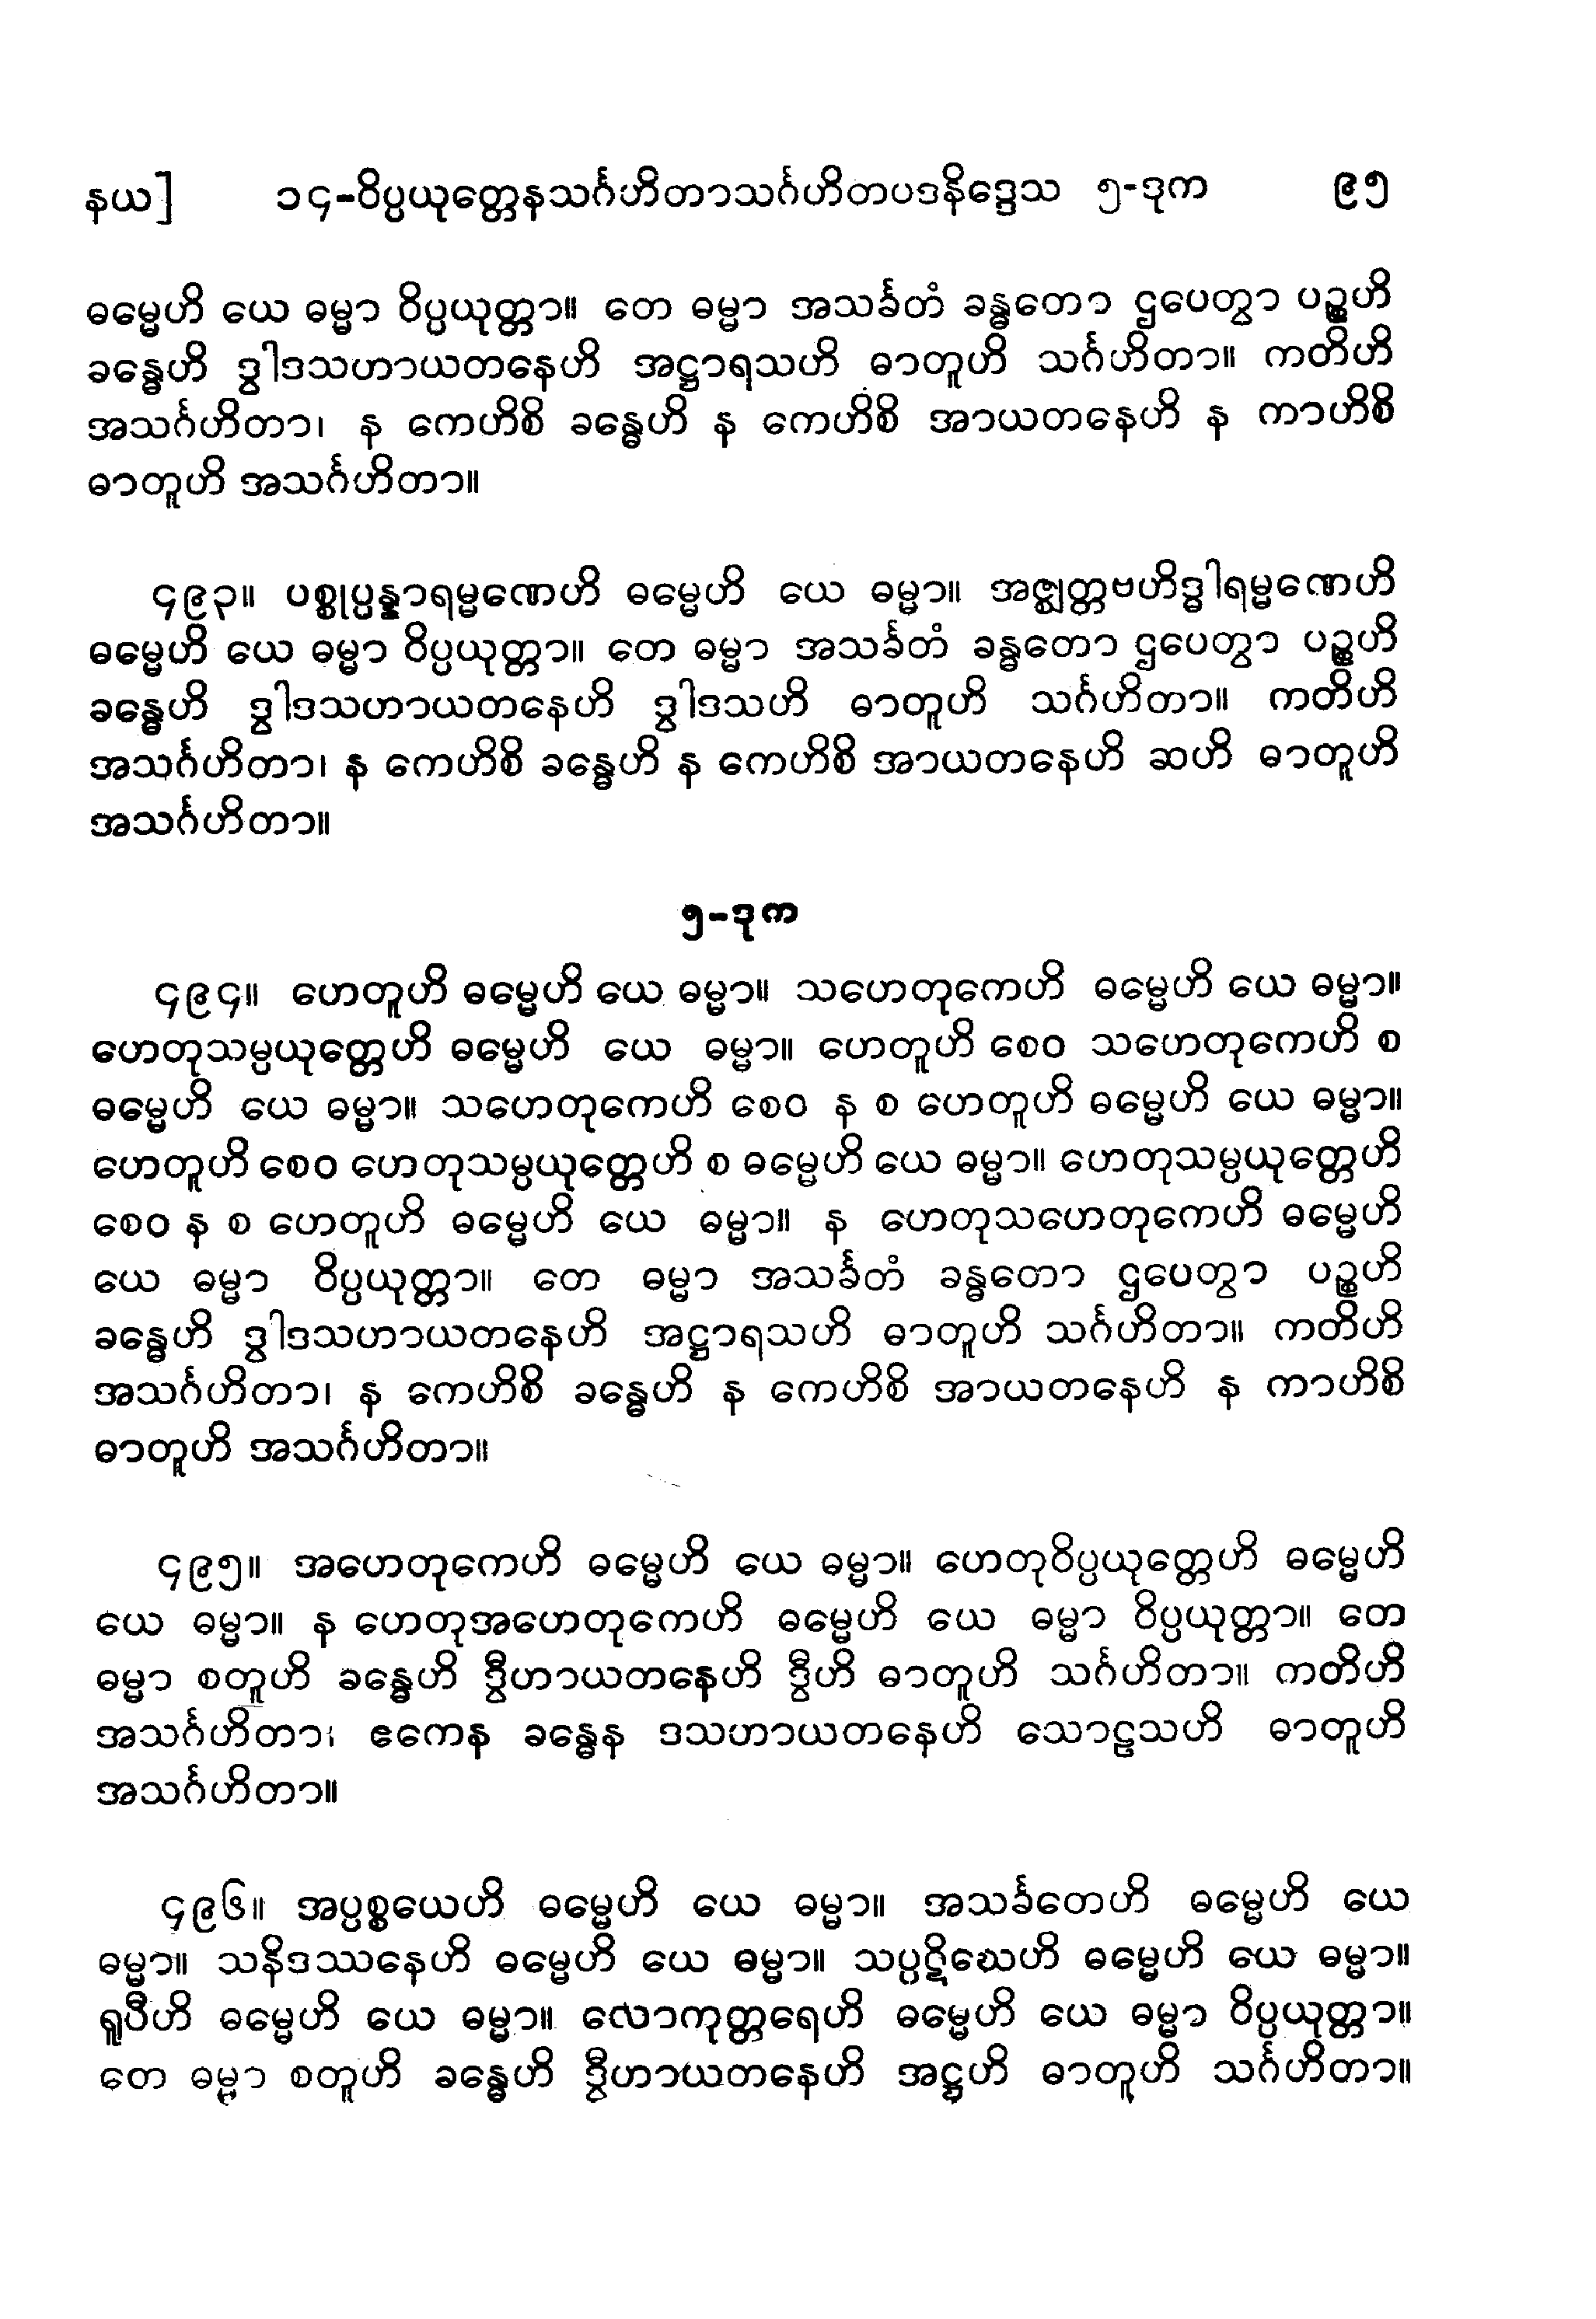 နယ] ၁၄-ဝိပ္ပယုတ္တေနသင်္ဂဟိတာသင်္ဂဟိတပဒနိဒ္ဒေသ ၅-ဒုက ၉၅
ဓမ္မေဟိ ယေ ဓမ္မာ ဝိပ္ပယုတ္တာ။ တေ ဓမ္မာ အသင်္ခတံ ခန္ဓတော ဌပေတွာ ပဉ္စဟိ
ခန္ဓေဟိ ဒွါဒသဟာယတနေဟိ အဋ္ဌာရသဟိ ဓာတူဟိ သင်္ဂဟိတာ။ ကတိဟိ
အသင်္ဂဟိတာ၊ န ကေဟိစိ ခန္ဓေဟိ န ကေဟိစိ အာယတနေဟိ န ကာဟိစိ
ဓာတူဟိ အသင်္ဂဟိတာ။
၄၉၃။ ပစ္စုပ္ပန္နာရမ္မဏေဟိ ဓမ္မေဟိ ယေ ဓမ္မာ။ အဇ္ဈတ္တဗဟိဒ္ဓါရမ္မဏေဟိ
ဓမ္မေဟိ ယေ ဓမ္မာ ဝိပ္ပယုတ္တာ။ တေ ဓမ္မာ အသင်္ခတံ ခန္ဓတော ဌပေတွာ ပဉ္စဟိ
ခန္ဓေဟိ ဒွါဒသဟာယတနေဟိ ဒွါဒသဟိ ဓာတူဟိ သင်္ဂဟိတာ။ ကတိဟိ
အသင်္ဂဟိတာ၊ န ကေဟိစိ ခန္ဓေဟိ န ကေဟိစိ အာယတနေဟိ ဆဟိ ဓာတူဟိ
အသင်္ဂဟိတာ။
၅-ဒုက
၄၉၄။ ဟေတူဟိ ဓမ္မေဟိ ယေ ဓမ္မာ။ သဟေတုကေဟိ ဓမ္မေဟိ ယေ ဓမ္မာ။
ဟေတုသမ္ပယုတ္တေဟိ ဓမ္မေဟိ ယေ ဓမ္မာ။ ဟေတူဟိ စေဝ သဟေတုကေဟိ စ
ဓမ္မေဟိ ယေ ဓမ္မာ။ သဟေတုကေဟိ စေဝ န စ ဟေတူဟိ ဓမ္မေဟိ ယေ ဓမ္မာ။
ဟေတူဟိ စေဝ ဟေတုသမ္ပယုတ္တေဟိ စ ဓမ္မေဟိ ယေ ဓမ္မာ။ ဟေတုသမ္ပယုတ္တေဟိ
စေဝ န စ ဟေတူဟိ ဓမ္မေဟိ ယေ ဓမ္မာ။ န ဟေတုသဟေတုကေဟိ ဓမ္မေဟိ
ယေ ဓမ္မာ ဝိပ္ပယုတ္တာ။ တေ ဓမ္မာ အသင်္ခတံ ခန္ဓတော ဌပေတွာ ပဉ္စဟိ
ခန္ဓေဟိ ဒွါဒသဟာယတနေဟိ အဋ္ဌာရသဟိ ဓာတူဟိ သင်္ဂဟိတာ။ ကတိဟိ
အသင်္ဂဟိတာ၊ န ကေဟိစိ ခန္ဓေဟိ န ကေဟိစိ အာယတနေဟိ န ကာဟိစိ
ဓာတူဟိ အသင်္ဂဟိတာ။
၄၉၅။ အဟေတုကေဟိ ဓမ္မေဟိ ယေ ဓမ္မာ။ ဟေတုဝိပ္ပယုတ္တေဟိ ဓမ္မေဟိ
ယေ ဓမ္မာ။ န ဟေတုအဟေတုကေဟိ ဓမ္မေဟိ ယေ ဓမ္မာ ဝိပ္ပယုတ္တာ။ တေ
ဓမ္မာ စတူဟိ ခန္ဓေဟိ ဒွီဟာယတနေဟိ ဒွီဟိ ဓာတူဟိ သင်္ဂဟိတာ။ ကတိဟိ
အသင်္ဂဟိတာ၊ ဧကေန ခန္ဓေန ဒသဟာယတနေဟိ သောဠသဟိ ဓာတူဟိ
အသင်္ဂဟိတာ။
၄၉၆။ အပ္ပစ္စယေဟိ ဓမ္မေဟိ ယေ ဓမ္မာ။ အသင်္ခတေဟိ ဓမ္မေဟိ ယေ
ဓမ္မာ။ သနိဒဿနေဟိ ဓမ္မေဟိ ယေ ဓမ္မာ။ သပ္ပဋိဃေဟိ ဓမ္မေဟိ ယေ ဓမ္မာ။
ရူပီဟိ ဓမ္မေဟိ ယေ ဓမ္မာ။ လောကုတ္တရေဟိ ဓမ္မေဟိ ယေ ဓမ္မာ ဝိပ္ပယုတ္တာ။
တေ ဓမ္မာ စတူဟိ ခန္ဓေဟိ ဒွီဟာယတနေဟိ အဋ္ဌဟိ ဓာတူဟိ သင်္ဂဟိတာ။